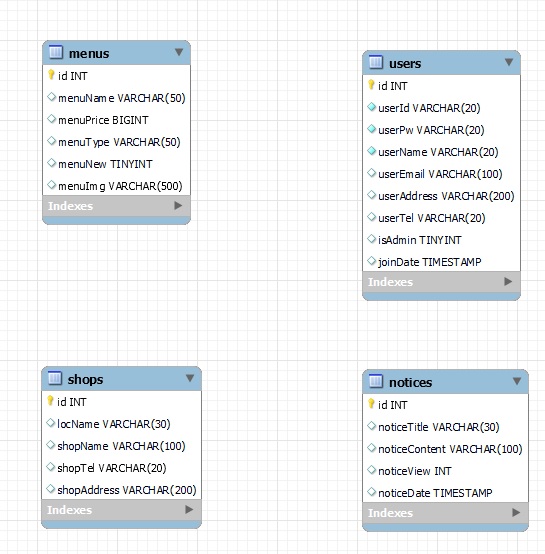 menus
id INT
menuName VARCHAR(50)
menuPrice BIGINT
menuType VARCHAR(50)
menuNew TINYINT
menuImg VARCHAR(500)
Indexes
users
id INT
userId VARCHAR(20)
userPw VARCHAR(20)
userName VARCHAR(20)
userEmail VARCHAR(100)
userAddress VARCHAR(200)
userTel VARCHAR(20)
isAdmin TINYINT
joinDate TIMESTAMP
Indexes
shops
id INT
locName VARCHAR(30)
shopName VARCHAR(100)
shopTel VARCHAR(20)
shopAddress VARCHAR(200)
Indexes
notices
id INT
noticeTitle VARCHAR(30)
noticeContent VARCHAR(100)
noticeView INT
noticeDate TIMESTAMP
Indexes